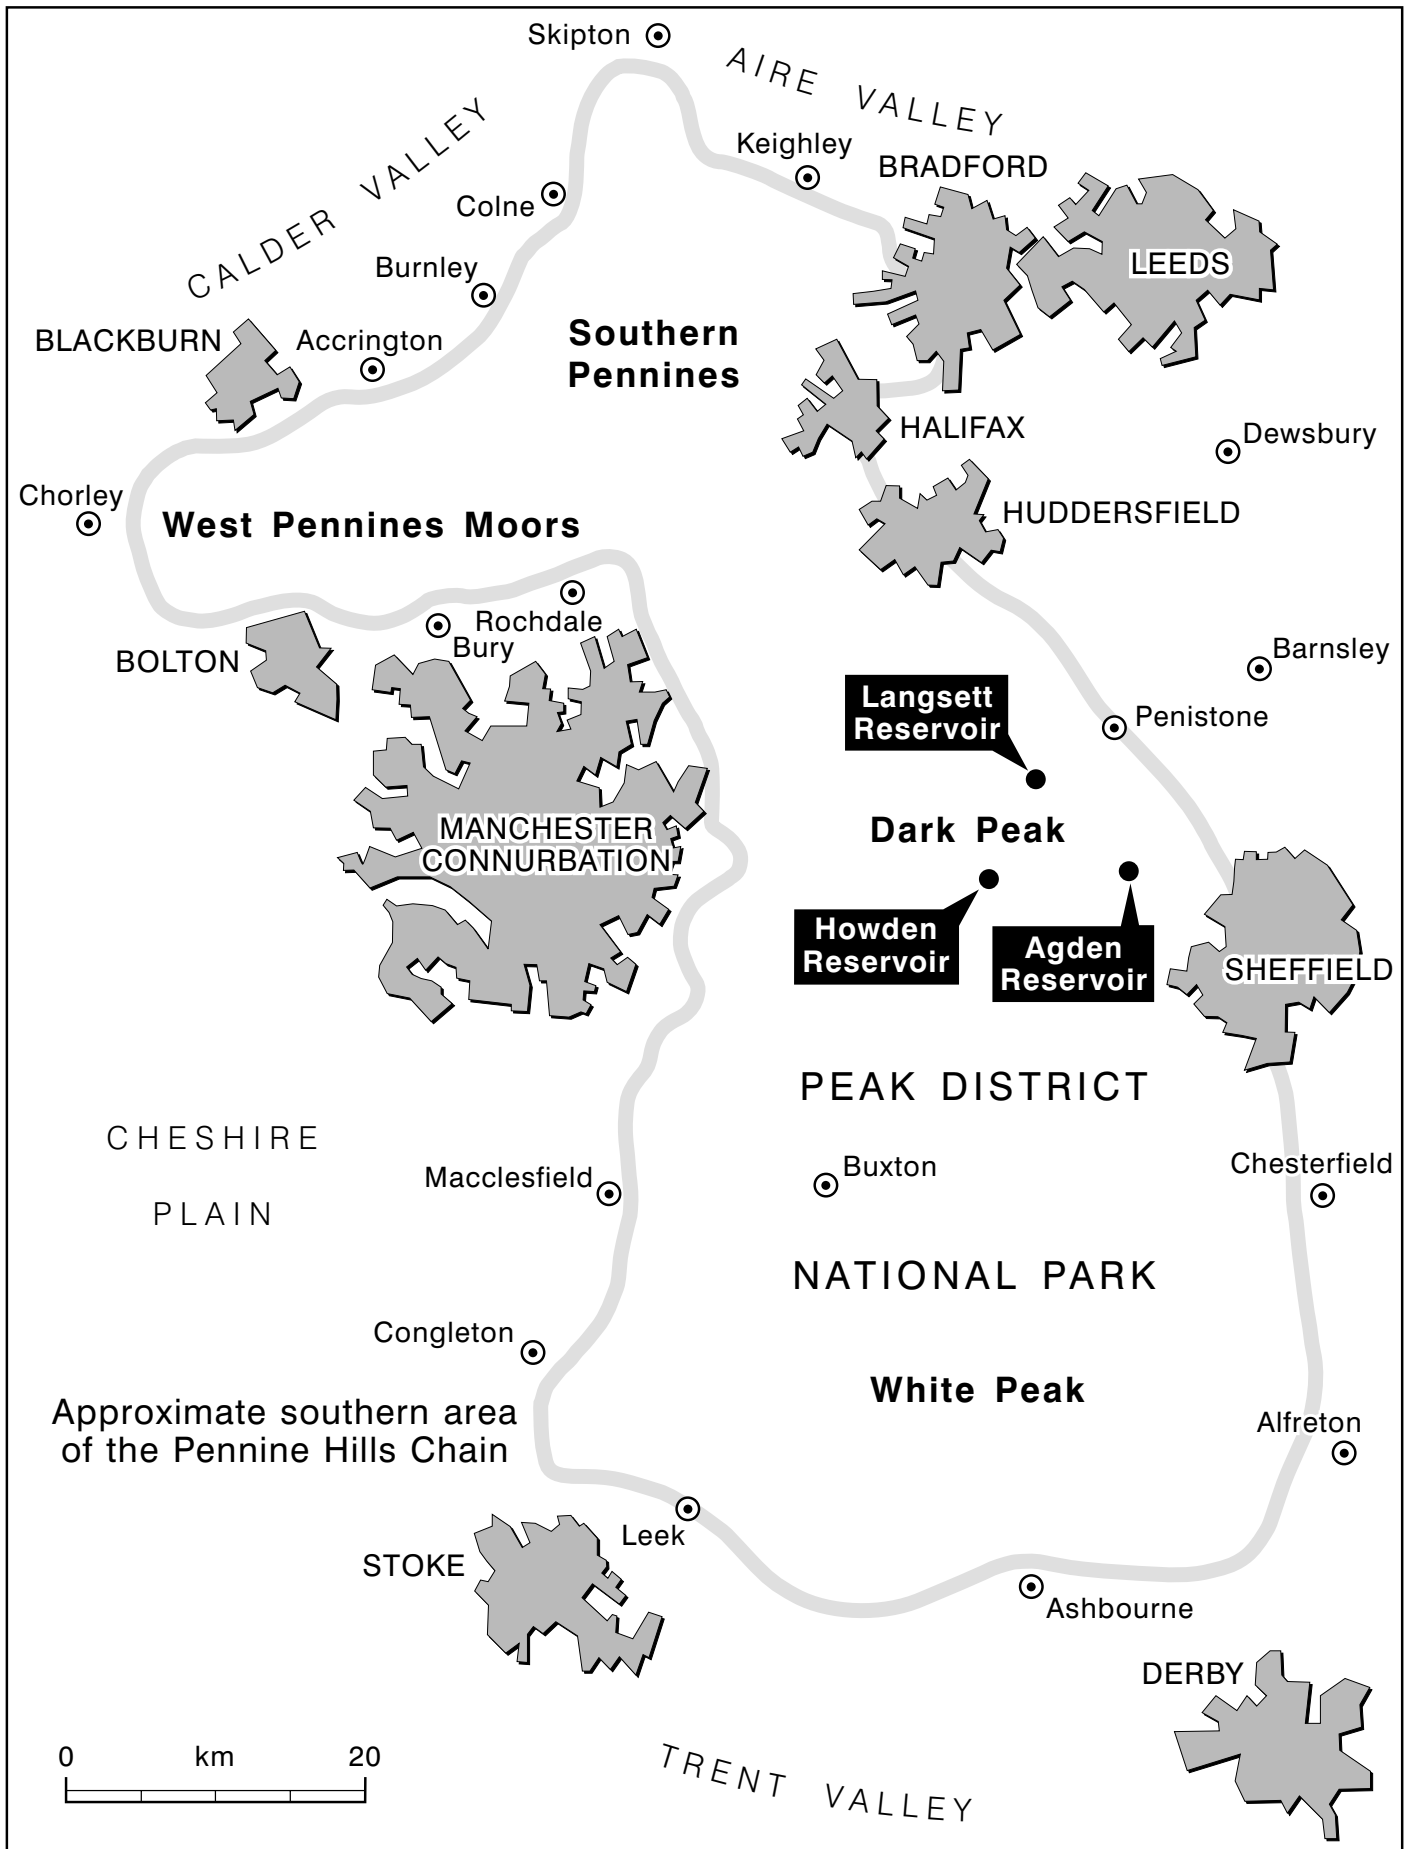 Skipton
AIRE VALLEY
CALDER VALLEY
Keighley
BRADFORD
Colne
LEEDS
Burnley
BLACKBURN
Accrington
Southern
Pennines
HALIFAX
Dewsbury
Chorley
West Pennines Moors
HUDDERSFIELD
Rochdale
Bury
BOLTON
Barnsley
Langsett
Reservoir
Penistone
MANCHESTER
CONNURBATION
Dark Peak
Howden
Reservoir
Agden
Reservoir
SHEFFIELD
PEAK DISTRICT
CHESHIRE
PLAIN
Macclesfield
Buxton
Chesterfield
NATIONAL PARK
Congleton
White Peak
Approximate southern area
of the Pennine Hills Chain
Alfreton
Leek
STOKE
Ashbourne
DERBY
0 km 20
TRENT VALLEY